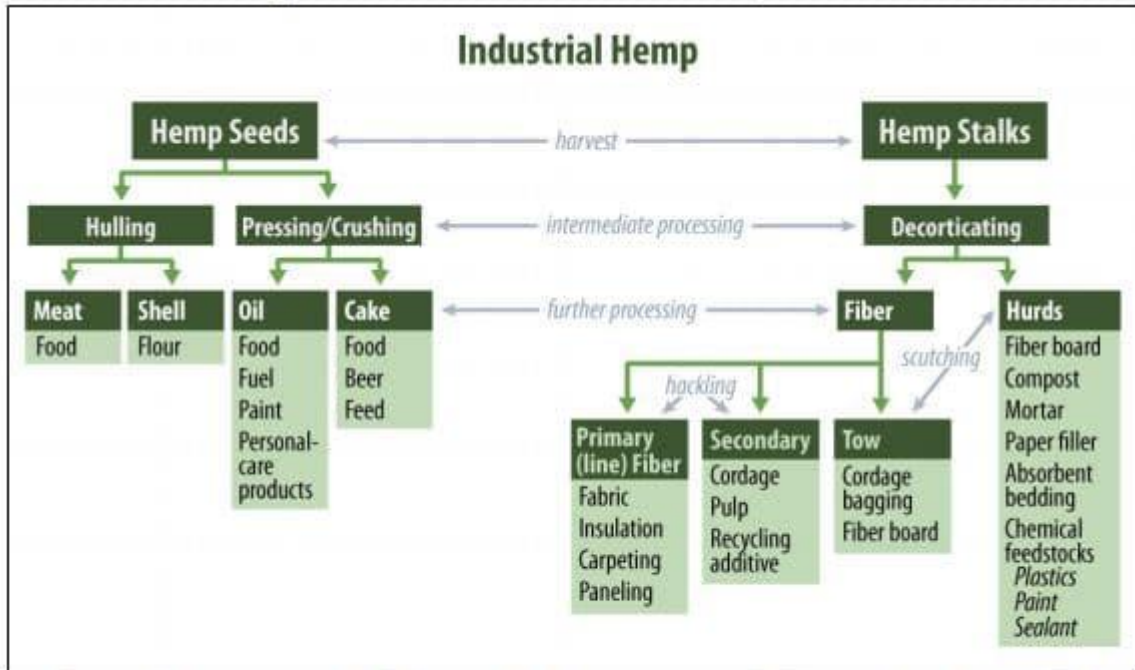 Industrial Hemp
Hemp Seeds
harvest
Hemp Stalks
Hulling
Pressing/Crushing
intermediate processing
Decorticating
Meat
Food
Shell
Flour
Oil
Food
Fuel
Paint
Personal-
care
products
Cake
Food
Beer
Feed
further processing
Fiber
hackling
scutching
Primary
(line) Fiber
Fabric
Insulation
Carpeting
Paneling
Secondary
Cordage
Pulp
Recycling
additive
Tow
Cordage
bagging
Fiber board
Hurds
Fiber board
Compost
Mortar
Paper filler
Absorbent
bedding
Chemical
feedstocks
Plastics
Paint
Sealant